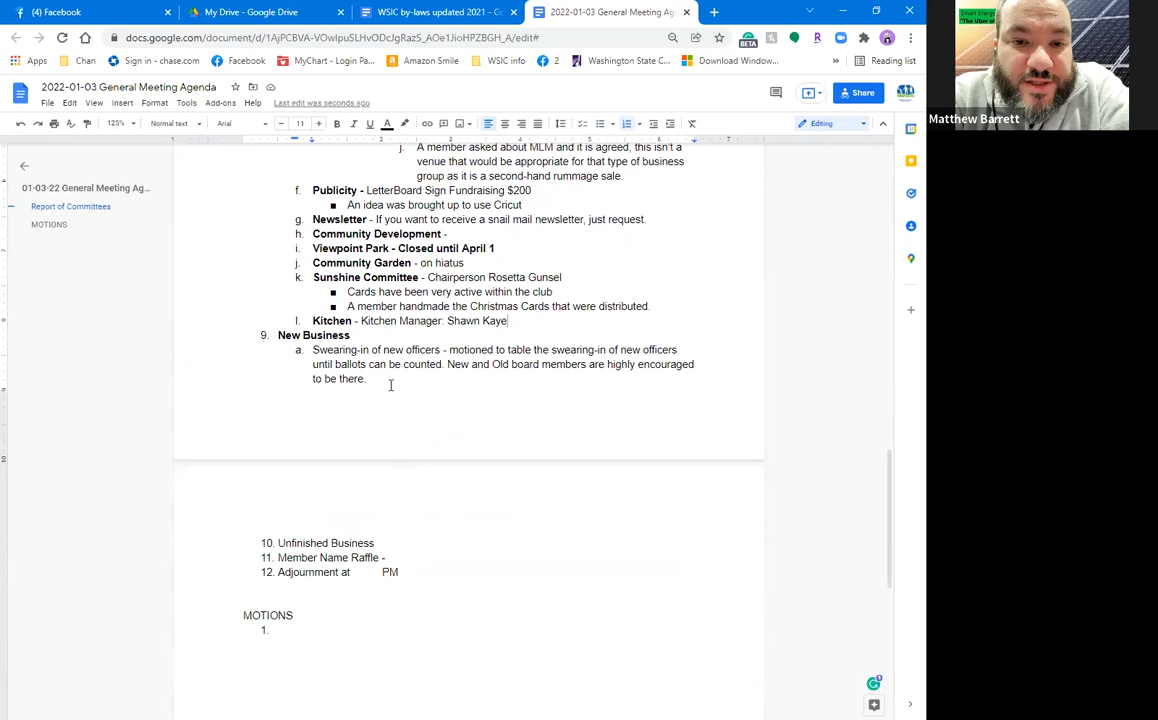 (4) Facebook
My Drive - Google Drive
WSIC by-laws updated 2021 - Go
2022-01-03 General Meeting Age
docs.google.com/document/d/1AjPCBVA-VOwIpuSLHvODcJgRazS_AOe1JioHPZBGH_A/edit#
BETA
Apps
Chan
Sign in - chase.com
Facebook
MyChart - Login Pa...
Amazon Smile
WSIC info
2
Washington State C...
Download Window...
»
Reading list
2022-01-03 General Meeting Agenda
File Edit View Insert Format Tools Add-ons Help Last edit was seconds ago
Share
125% Normal text Arial 11 B I U A Editing
01-03-22 General Meeting Ag...
Report of Committees
MOTIONS
j. A member asked about MLM and it is agreed, this isn't a
venue that would be appropriate for that type of business
group as it is a second-hand rummage sale.
f. Publicity - LetterBoard Sign Fundraising $200
■ An idea was brought up to use Cricut
g. Newsletter - If you want to receive a snail mail newsletter, just request.
h. Community Development -
i. Viewpoint Park - Closed until April 1
j. Community Garden - on hiatus
k. Sunshine Committee - Chairperson Rosetta Gunsel
■ Cards have been very active within the club
■ A member handmade the Christmas Cards that were distributed.
l. Kitchen - Kitchen Manager: Shawn Kaye
9. New Business
a. Swearing-in of new officers - motioned to table the swearing-in of new officers
until ballots can be counted. New and Old board members are highly encouraged
to be there.
10. Unfinished Business
11. Member Name Raffle -
12. Adjournment at PM
MOTIONS
1.
Smart Energy
"The Uber of
Matthew Barrett